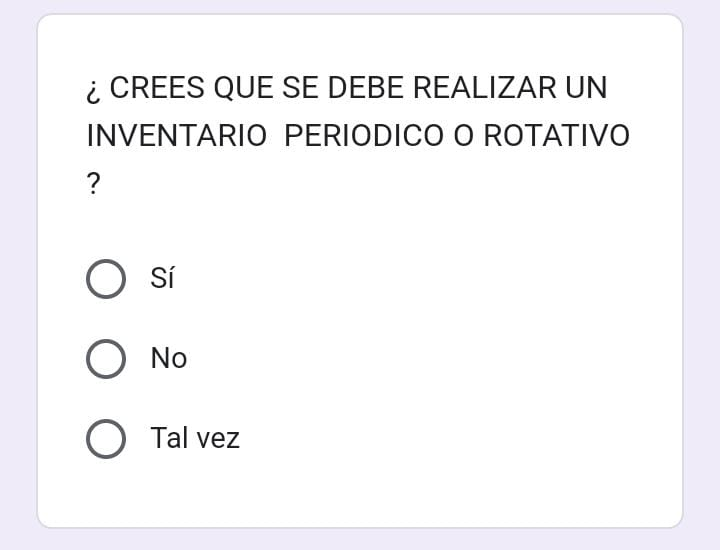 ¿ CREES QUE SE DEBE REALIZAR UN
INVENTARIO  PERIODICO O ROTATIVO
?
Sí
No
Tal vez